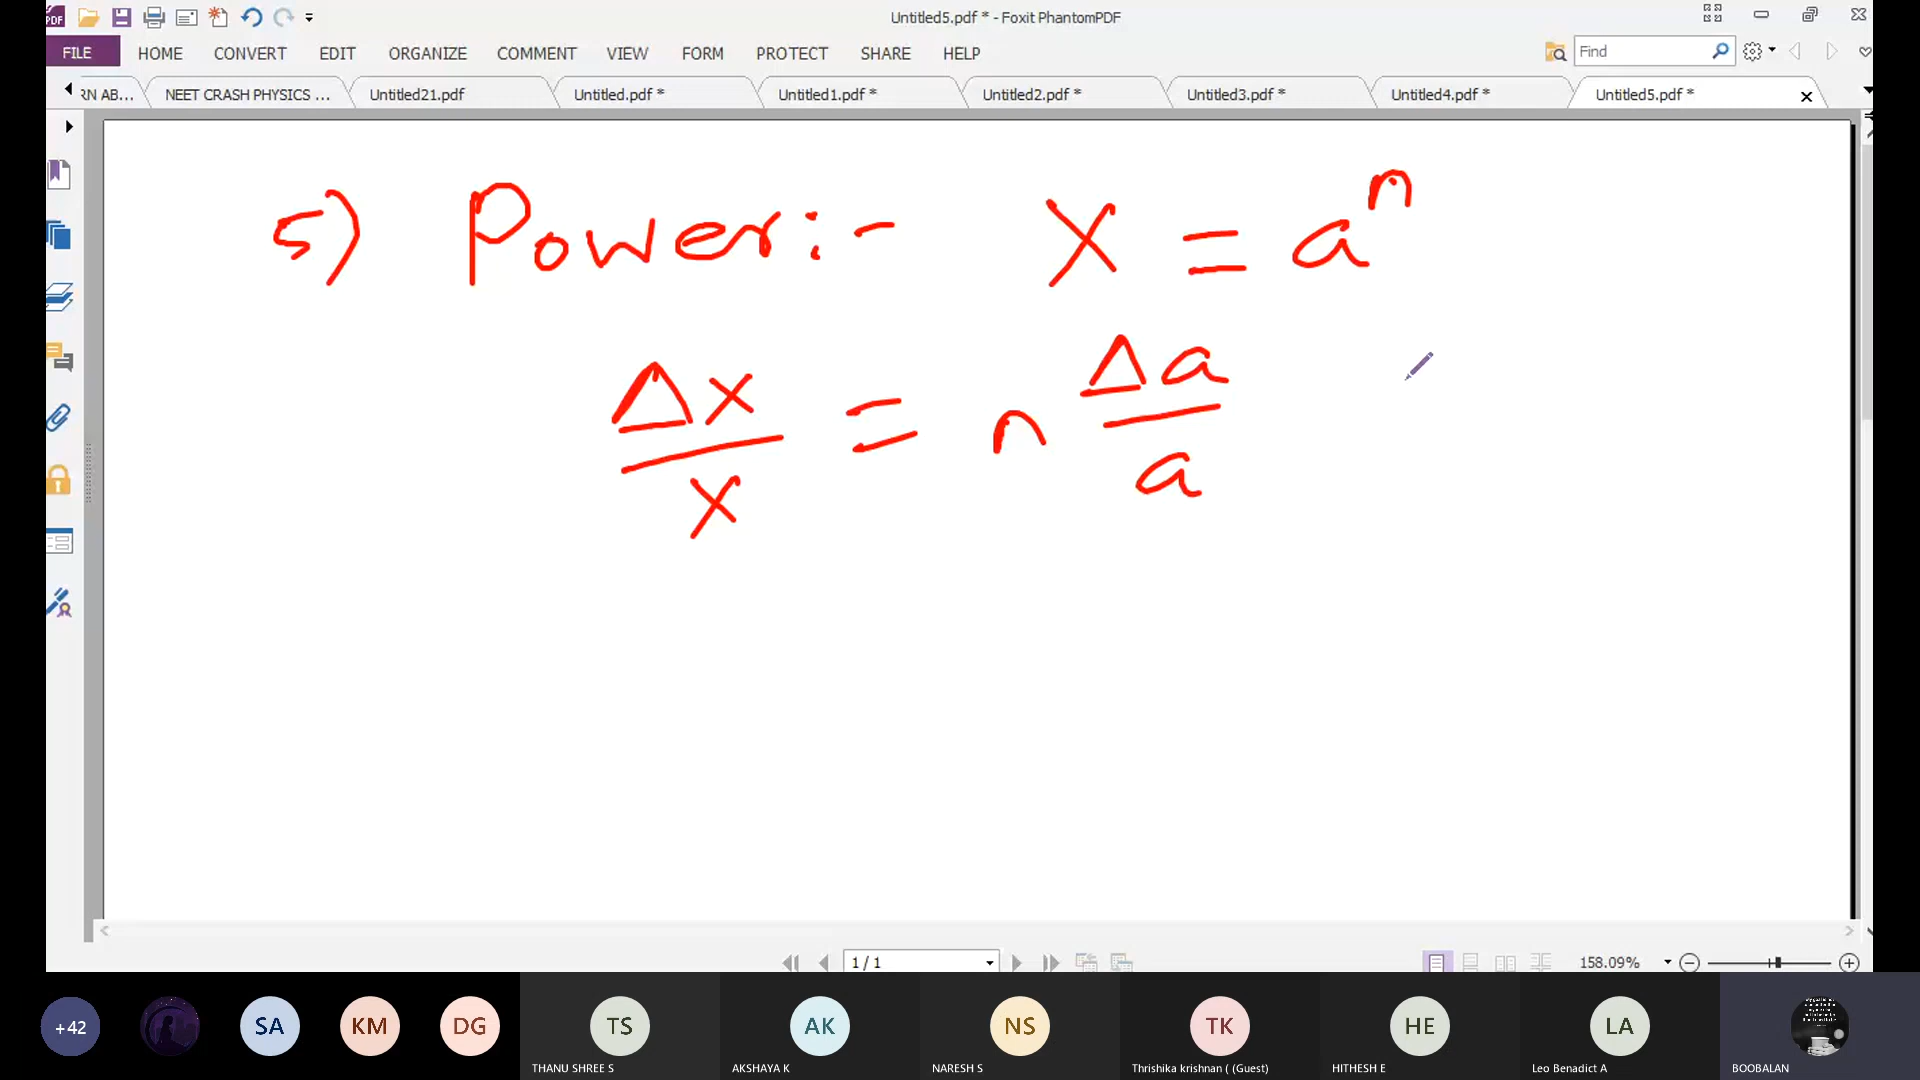 PDF
Untitled5.pdf * - Foxit PhantomPDF
FILE HOME CONVERT EDIT ORGANIZE COMMENT VIEW FORM PROTECT SHARE HELP Find
RN AB... NEET CRASH PHYSICS ... Untitled21.pdf Untitled.pdf * Untitled1.pdf * Untitled2.pdf * Untitled3.pdf * Untitled4.pdf * Untitled5.pdf *
5) Power:- X = a^n
Δx/x = n Δa/a
1 / 1 158.09%
+42 SA KM DG TS AK NS TK HE LA
THANU SHREE S AKSHAYA K NARESH S Thrishika krishnan ( (Guest) HITHESH E Leo Benadict A BOOBALAN